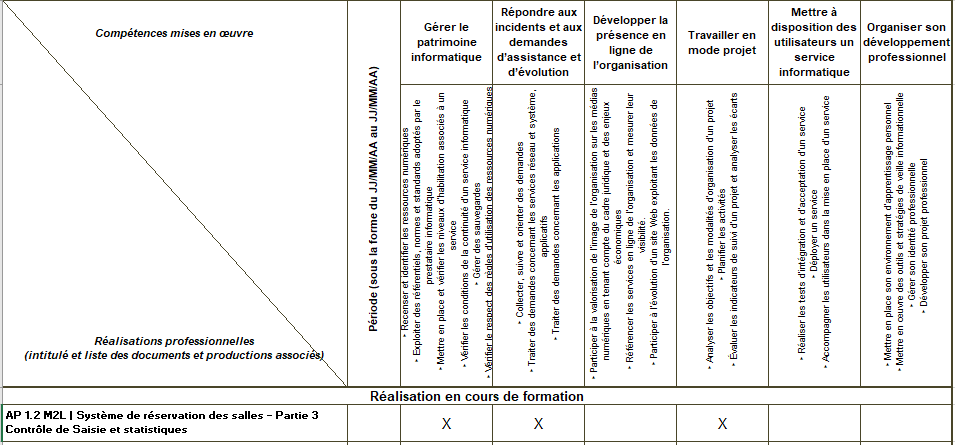 Compétences mises en œuvre
Réalisations professionnelles
(intitulé et liste des documents et productions associés)
Période (sous la forme du JJ/MM/AA au JJ/MM/AA)
Gérer le
patrimoine
informatique
Répondre aux
incidents et aux
demandes
d'assistance et
d'évolution
Développer la
présence en
ligne de
l'organisation
Travailler en
mode projet
Mettre à
disposition des
utilisateurs un
service
informatique
Organiser son
développement
professionnel
‣ Recenser et identifier les ressources numériques
‣ Exploiter des référentiels, normes et standards adoptés par le
prestataire informatique
‣ Mettre en place et vérifier les niveaux d'habilitation associés à un
service
‣ Vérifier les conditions de la continuité d'un service informatique
‣ Gérer des sauvegardes
‣ Vérifier le respect des règles d'utilisation des ressources numériques
‣ Collecter, suivre et orienter des demandes
‣ Traiter des demandes concernant les services réseau et système,
applicatifs
‣ Traiter des demandes concernant les applications
‣ Participer à la valorisation de l'image de l'organisation sur les médias
numériques en tenant compte du cadre juridique et des enjeux
économiques
‣ Référencer les services en ligne de l'organisation et mesurer leur
visibilité.
‣ Participer à l'évolution d'un site Web exploitant les données de
l'organisation.
‣ Analyser les objectifs et les modalités d'organisation d'un projet
‣ Planifier les activités
‣ Évaluer les indicateurs de suivi d'un projet et analyser les écarts
‣ Réaliser les tests d'intégration et d'acceptation d'un service
‣ Déployer un service
‣ Accompagner les utilisateurs dans la mise en place d'un service
‣ Mettre en place son environnement d'apprentissage personnel
‣ Mettre en œuvre des outils et stratégies de veille informationnelle
‣ Gérer son identité professionnelle
‣ Développer son projet professionnel
Réalisation en cours de formation
AP 1.2 M2L | Système de réservation des salles - Partie 3
Contrôle de Saisie et statistiques
X X X